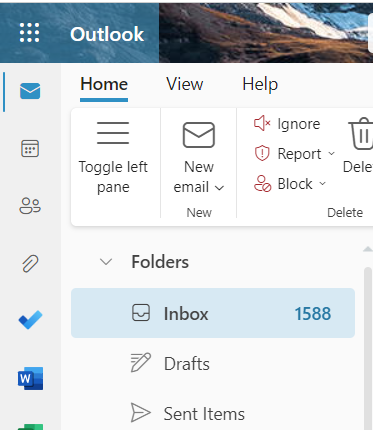 Outlook
Home View Help
Toggle left
pane
New
email
New
Ignore
Report
Block
Dele
Delete
Folders
Inbox 1588
Drafts
Sent Items